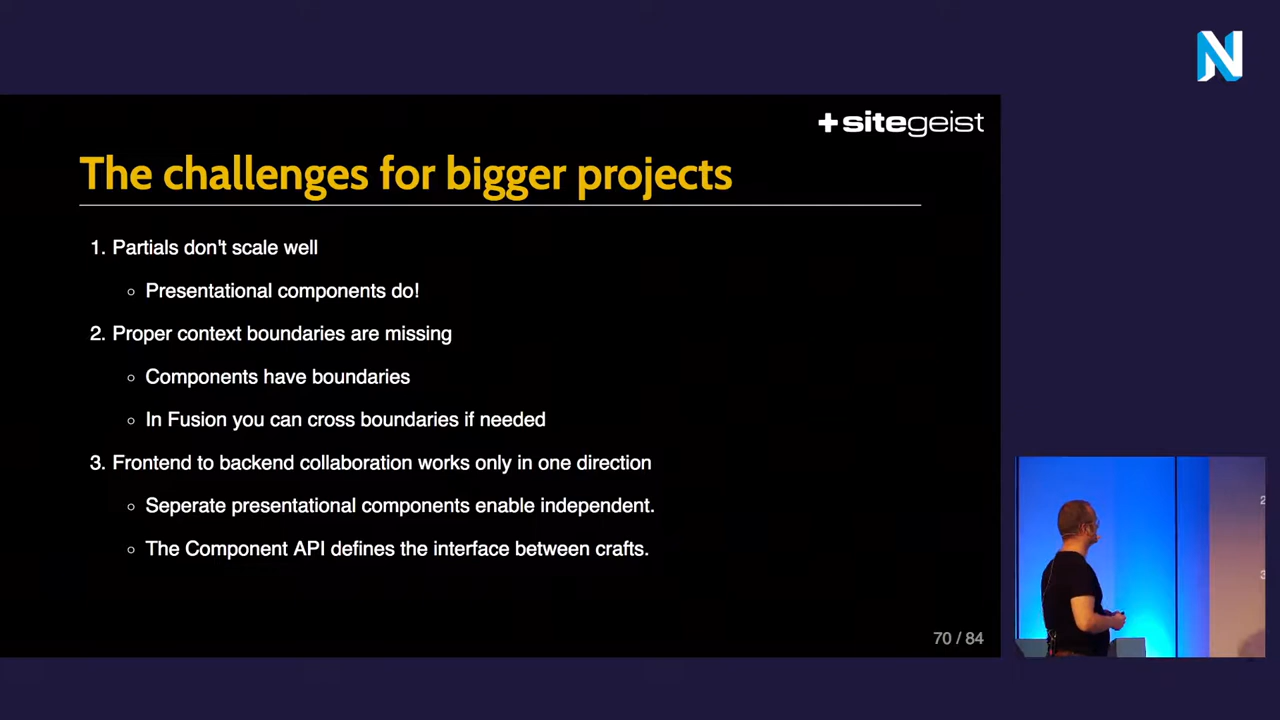 N
+sitegeist
The challenges for bigger projects
1. Partials don't scale well
Presentational components do!
2. Proper context boundaries are missing
Components have boundaries
In Fusion you can cross boundaries if needed
3. Frontend to backend collaboration works only in one direction
Seperate presentational components enable independent.
The Component API defines the interface between crafts.
2
3
70 / 84